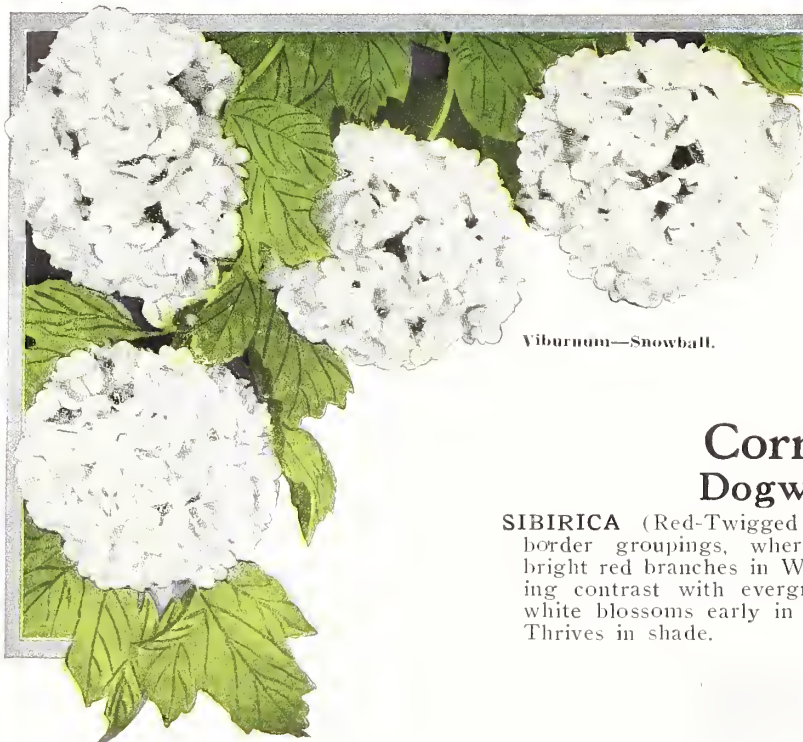 Viburnum—Snowball.
Corn
Dogw
SIBIRICA (Red-Twigged
border groupings, wher
bright red branches in W
ing contrast with evergr
white blossoms early in
Thrives in shade.